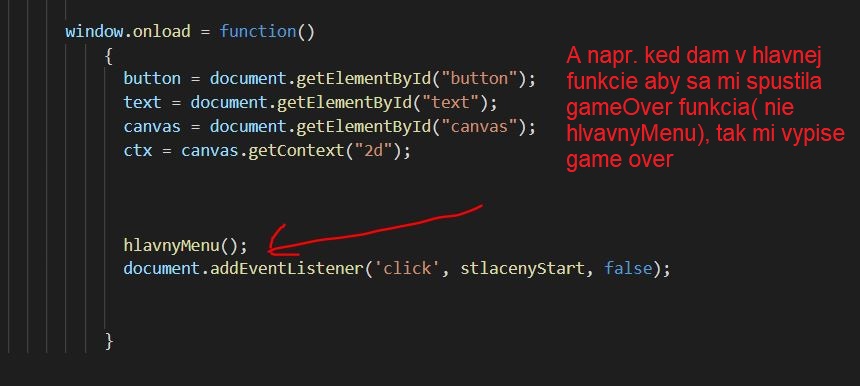 window.onload = function()
{
button = document.getElementById("button");
text = document.getElementById("text");
canvas = document.getElementById("canvas");
ctx = canvas.getContext("2d");
hlavnyMenu();
document.addEventListener('click', stlacenyStart, false);
}
A napr. ked dam v hlavnej
funkcie aby sa mi spustila
gameOver funkcia( nie
hlvavnyMenu), tak mi vypise
game over